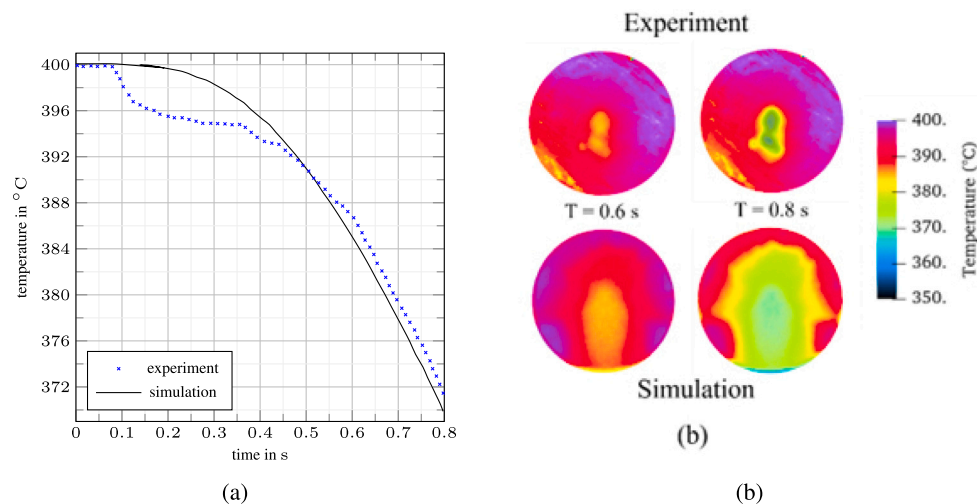 temperature in °C
400
396
392
388
384
380
376
372
experiment
simulation
0
0.1
0.2
0.3
0.4
0.5
0.6
0.7
0.8
time in s
(a)
Experiment
T = 0.6 s
T = 0.8 s
Simulation
400.
390.
380.
370.
360.
350.
Temperature (°C)
(b)
(b)